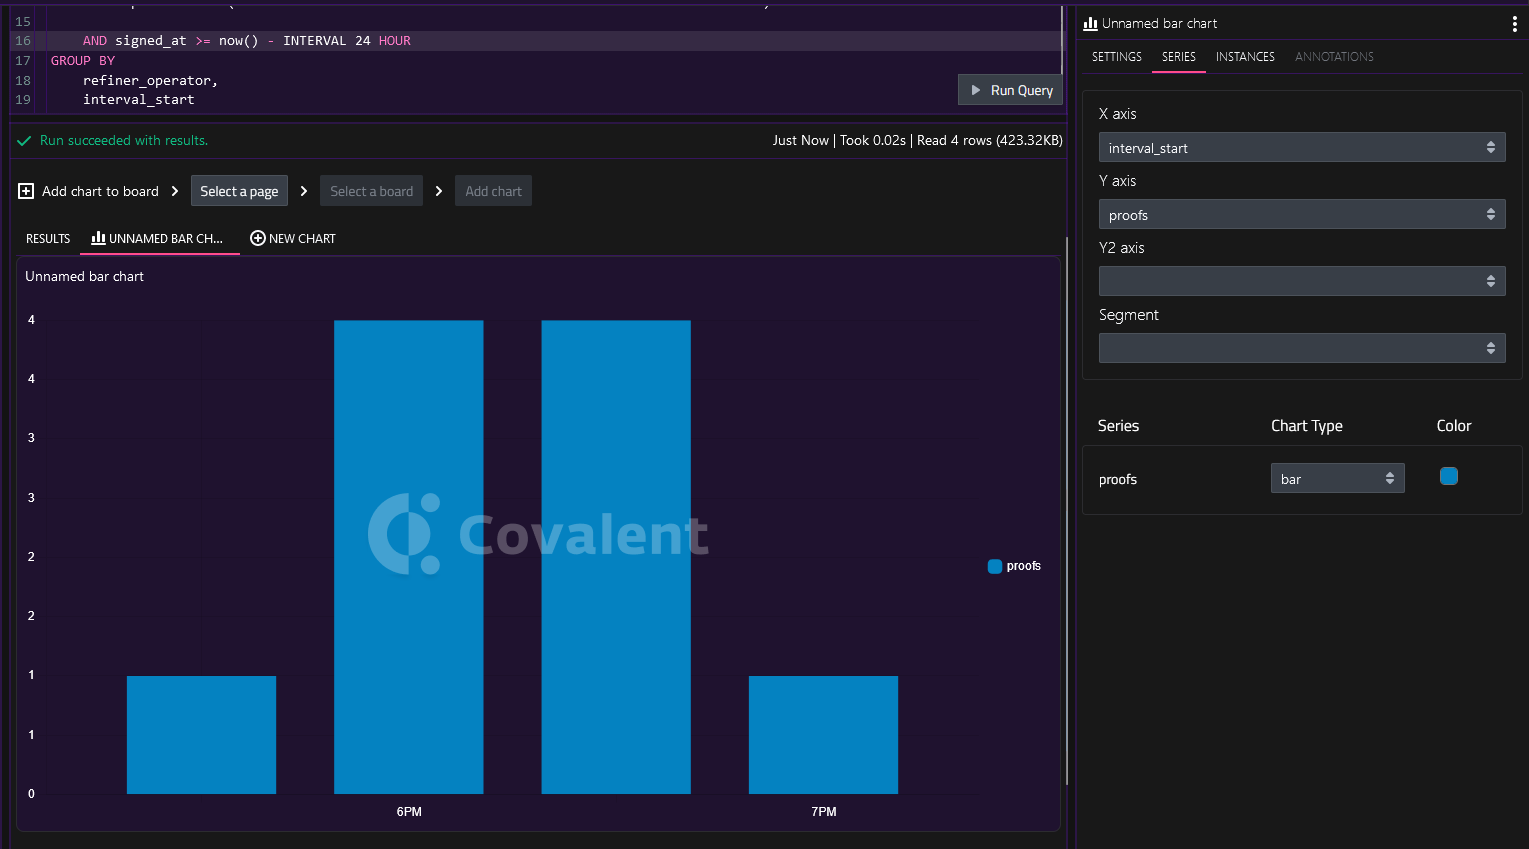 15
16 AND signed_at >= now() - INTERVAL 24 HOUR
17 GROUP BY
18 refiner_operator,
19 interval_start
Run Query
Run succeeded with results.
Just Now | Took 0.02s | Read 4 rows (423.32KB)
Add chart to board
Select a page
Select a board
Add chart
RESULTS
UNNAMED BAR CH...
NEW CHART
Unnamed bar chart
4
4
3
3
2
2
1
1
0
6PM
7PM
Covalent
proofs
Unnamed bar chart
SETTINGS
SERIES
INSTANCES
ANNOTATIONS
X axis
interval_start
Y axis
proofs
Y2 axis
Segment
Series
Chart Type
Color
proofs
bar